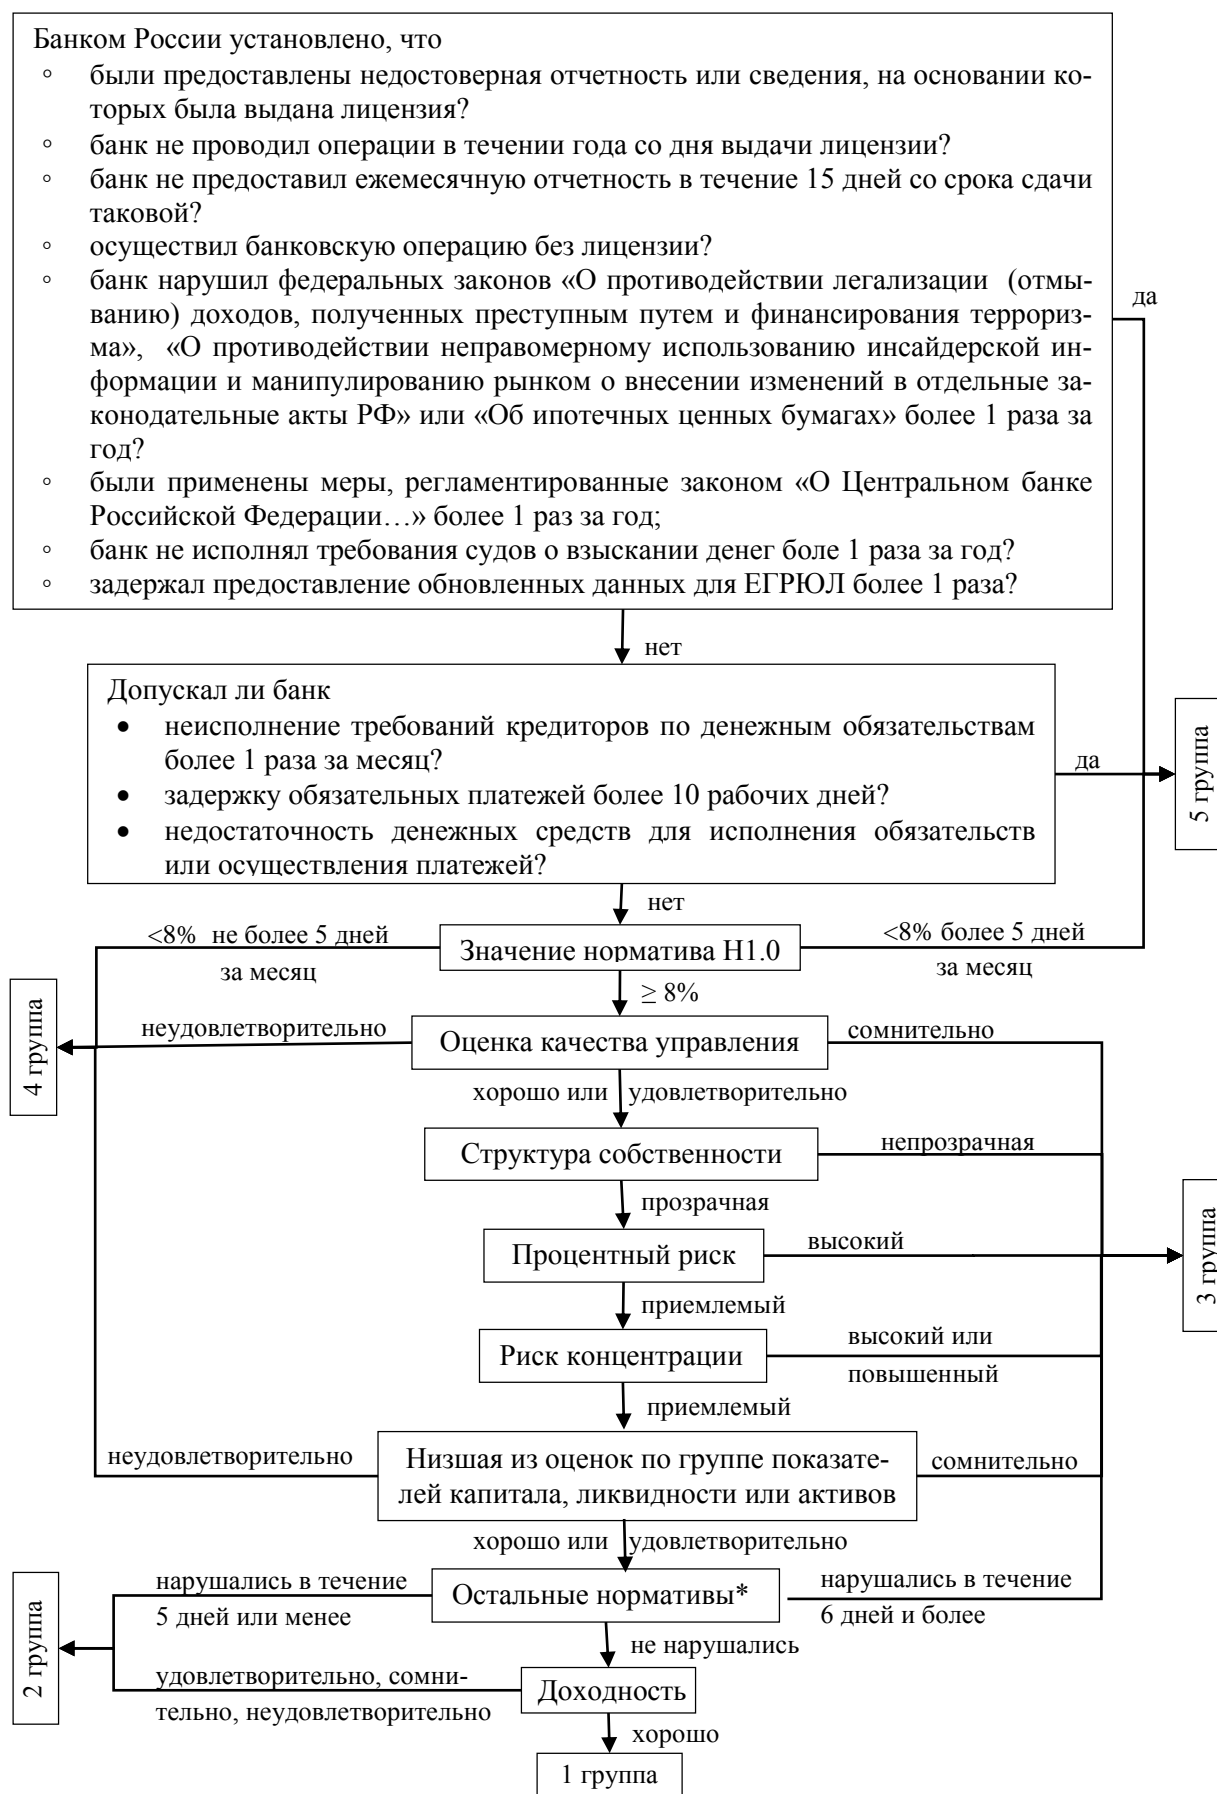 Банком России установлено, что
◦ были предоставлены недостоверная отчетность или сведения, на основании ко-
торых была выдана лицензия?
◦ банк не проводил операции в течении года со дня выдачи лицензии?
◦ банк не предоставил ежемесячную отчетность в течение 15 дней со срока сдачи
таковой?
◦ осуществил банковскую операцию без лицензии?
◦ банк нарушил федеральных законов «О противодействии легализации (отмы-
ванию) доходов, полученных преступным путем и финансирования террориз-
ма», «О противодействии неправомерному использованию инсайдерской ин-
формации и манипулированию рынком о внесении изменений в отдельные за-
конодательные акты РФ» или «Об ипотечных ценных бумагах» более 1 раза за
год?
◦ были применены меры, регламентированные законом «О Центральном банке
Российской Федерации…» более 1 раз за год;
◦ банк не исполнял требования судов о взыскании денег боле 1 раза за год?
◦ задержал предоставление обновленных данных для ЕГРЮЛ более 1 раза?
да
нет
Допускал ли банк
• неисполнение требований кредиторов по денежным обязательствам
более 1 раза за месяц?
• задержку обязательных платежей более 10 рабочих дней?
• недостаточность денежных средств для исполнения обязательств
или осуществления платежей?
да
5 группа
нет
<8% не более 5 дней
за месяц
Значение норматива Н1.0
<8% более 5 дней
за месяц
≥ 8%
4 группа
неудовлетворительно
Оценка качества управления
сомнительно
хорошо или удовлетворительно
Структура собственности
непрозрачная
прозрачная
Процентный риск
высокий
3 группа
приемлемый
Риск концентрации
высокий или
повышенный
приемлемый
неудовлетворительно
Низшая из оценок по группе показате-
лей капитала, ликвидности или активов
сомнительно
хорошо или удовлетворительно
нарушались в течение
5 дней или менее
Остальные нормативы*
нарушались в течение
6 дней и более
2 группа
не нарушались
удовлетворительно, сомни-
тельно, неудовлетворительно
Доходность
хорошо
1 группа